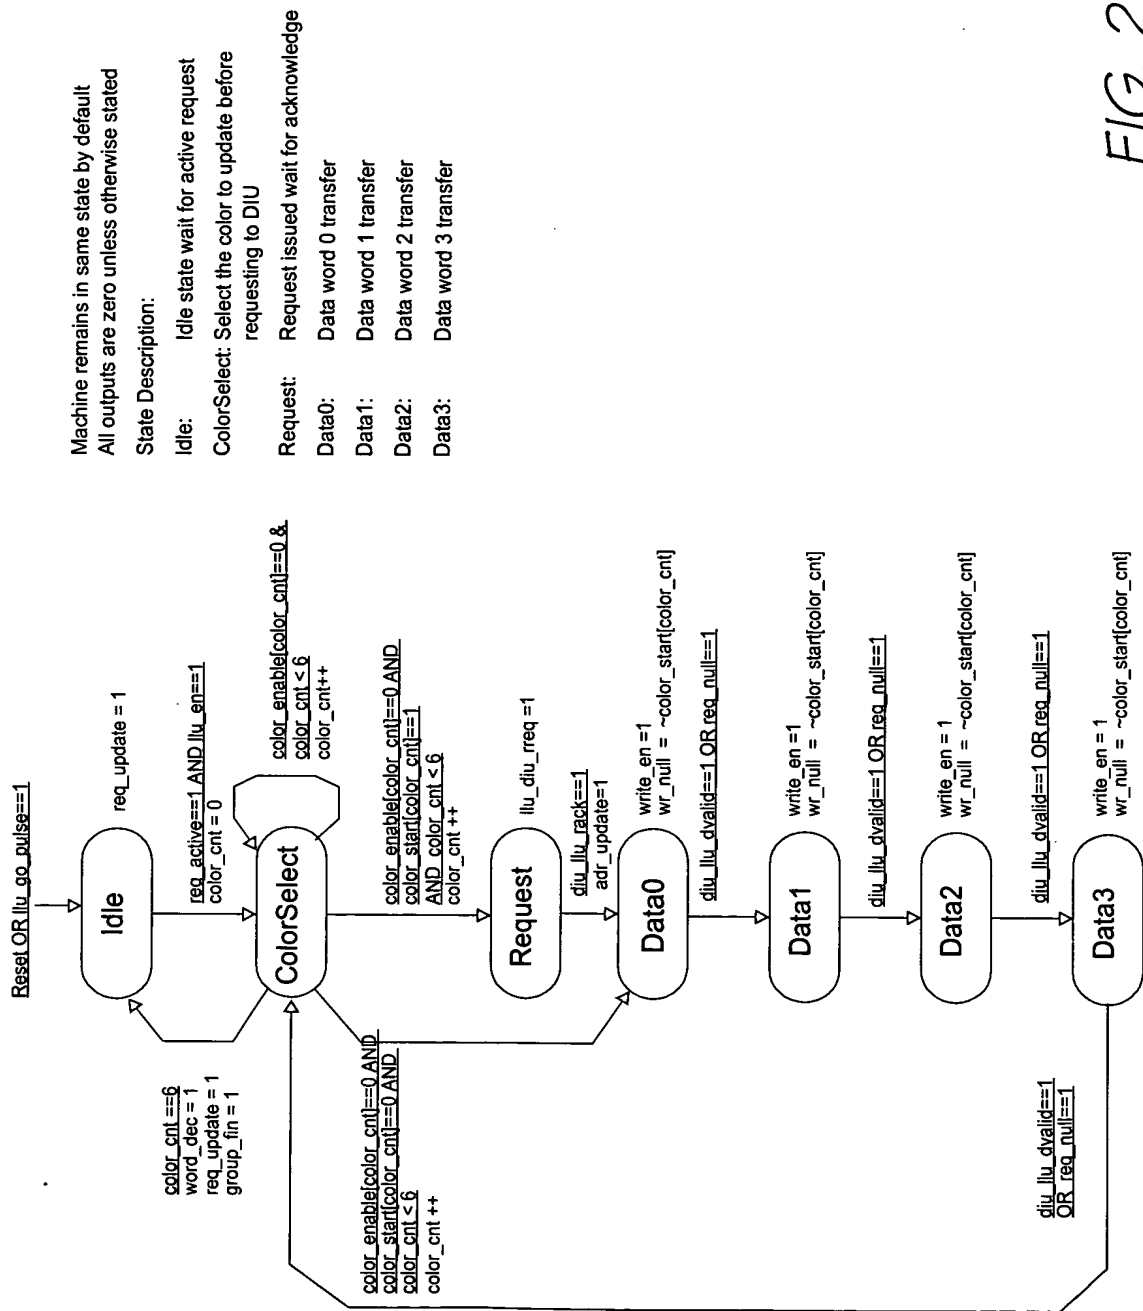 Reset OR llu_go_pulse==1
Idle
req_update = 1
req_active==1 AND llu_en==1
color_cnt = 0
color_cnt ==6
word_dec = 1
req_update = 1
group_fin = 1
ColorSelect
color_enable[color_cnt]==0 &
color_cnt < 6
color_cnt++
color_enable[color_cnt]==0 AND
color_start[color_cnt]==1
AND color_cnt < 6
color_cnt ++
color_enable[color_cnt]==0 AND
color_start[color_cnt]==0 AND
color_cnt < 6
color_cnt ++
Request
llu_diu_rreq =1
diu_llu_rack==1
adr_update=1
Data0
write_en =1
wr_null = ~color_start[color_cnt]
diu_llu_dvalid==1 OR req_null==1
Data1
write_en =1
wr_null = ~color_start[color_cnt]
diu_llu_dvalid==1 OR req_null==1
Data2
write_en = 1
wr_null = ~color_start[color_cnt]
diu_llu_dvalid==1 OR req_null==1
Data3
write_en = 1
wr_null = ~color_start[color_cnt]
diu_llu_dvalid==1
OR req_null==1
Machine remains in same state by default
All outputs are zero unless otherwise stated
State Description:
Idle: Idle state wait for active request
ColorSelect: Select the color to update before
requesting to DIU
Request: Request issued wait for acknowledge
Data0: Data word 0 transfer
Data1: Data word 1 transfer
Data2: Data word 2 transfer
Data3: Data word 3 transfer
FIG. 2